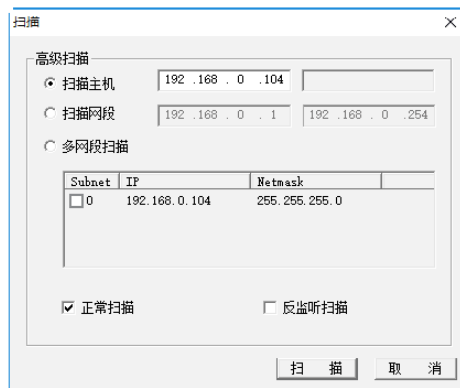 扫描
高级扫描
扫描主机 192 .168 . 0 .104
扫描网段 192 .168 . 0 . 1 192 .168 . 0 .254
多网段扫描
Subnet IP Netmask
0 192.168.0.104 255.255.255.0
正常扫描 反监听扫描
扫 描 取 消